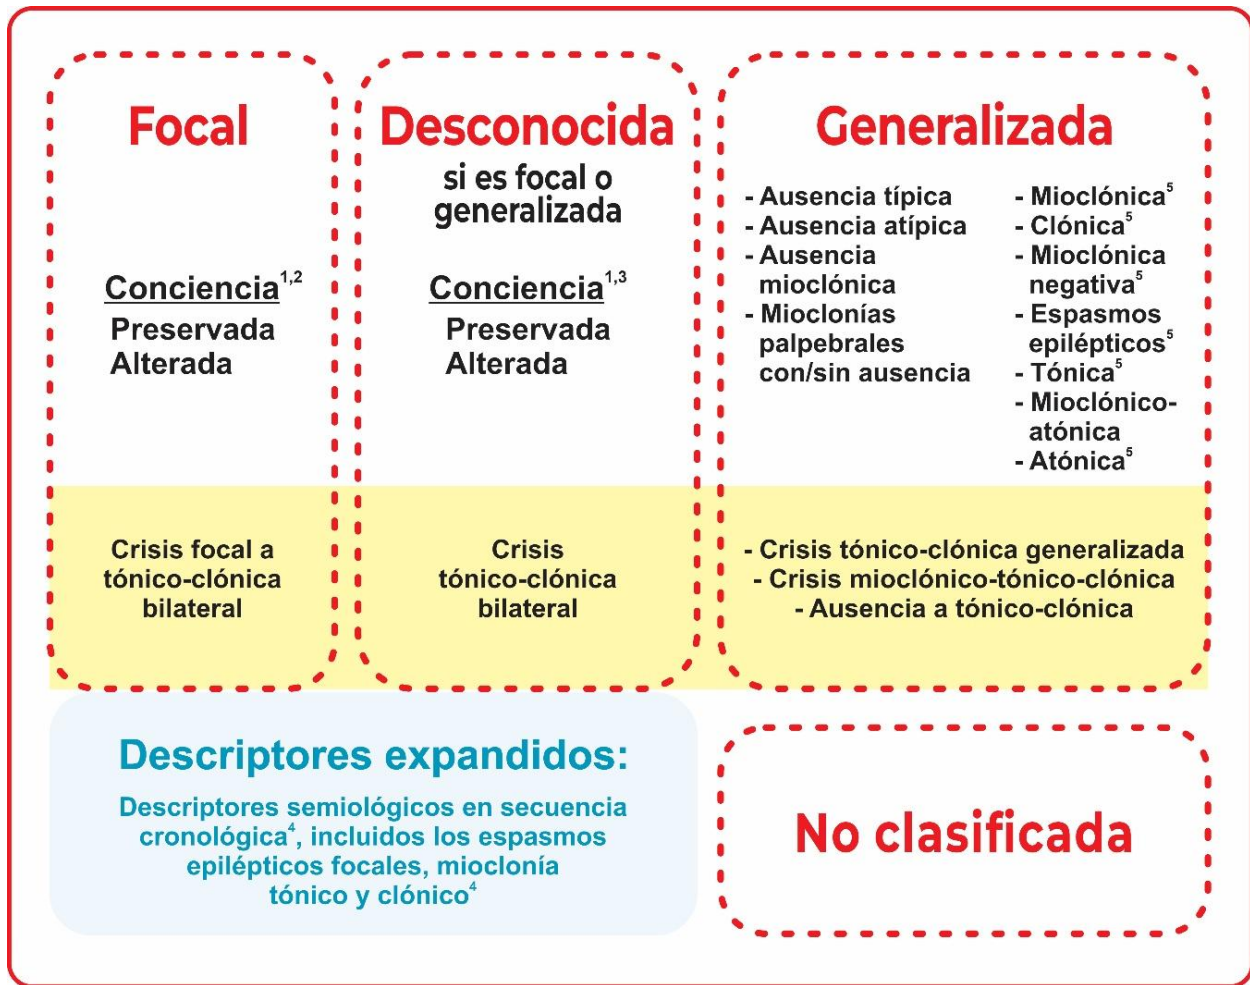 Focal
Conciencia1,2
Preservada
Alterada
Crisis focal a
tónico-clónica
bilateral
Desconocida
si es focal o
generalizada
Conciencia1,3
Preservada
Alterada
Crisis
tónico-clónica
bilateral
Generalizada
- Ausencia típica
- Ausencia atípica
- Ausencia
mioclónica
- Mioclonías
palpebrales
con/sin ausencia
- Mioclónica5
- Clónica5
- Mioclónica
negativa5
- Espasmos
epilépticos5
- Tónica5
- Mioclónico-
atónica
- Atónica5
- Crisis tónico-clónica generalizada
- Crisis mioclónico-tónico-clónica
- Ausencia a tónico-clónica
Descriptores expandidos:
Descriptores semiológicos en secuencia
cronológica4, incluidos los espasmos
epilépticos focales, mioclonía
tónico y clónico4
No clasificada